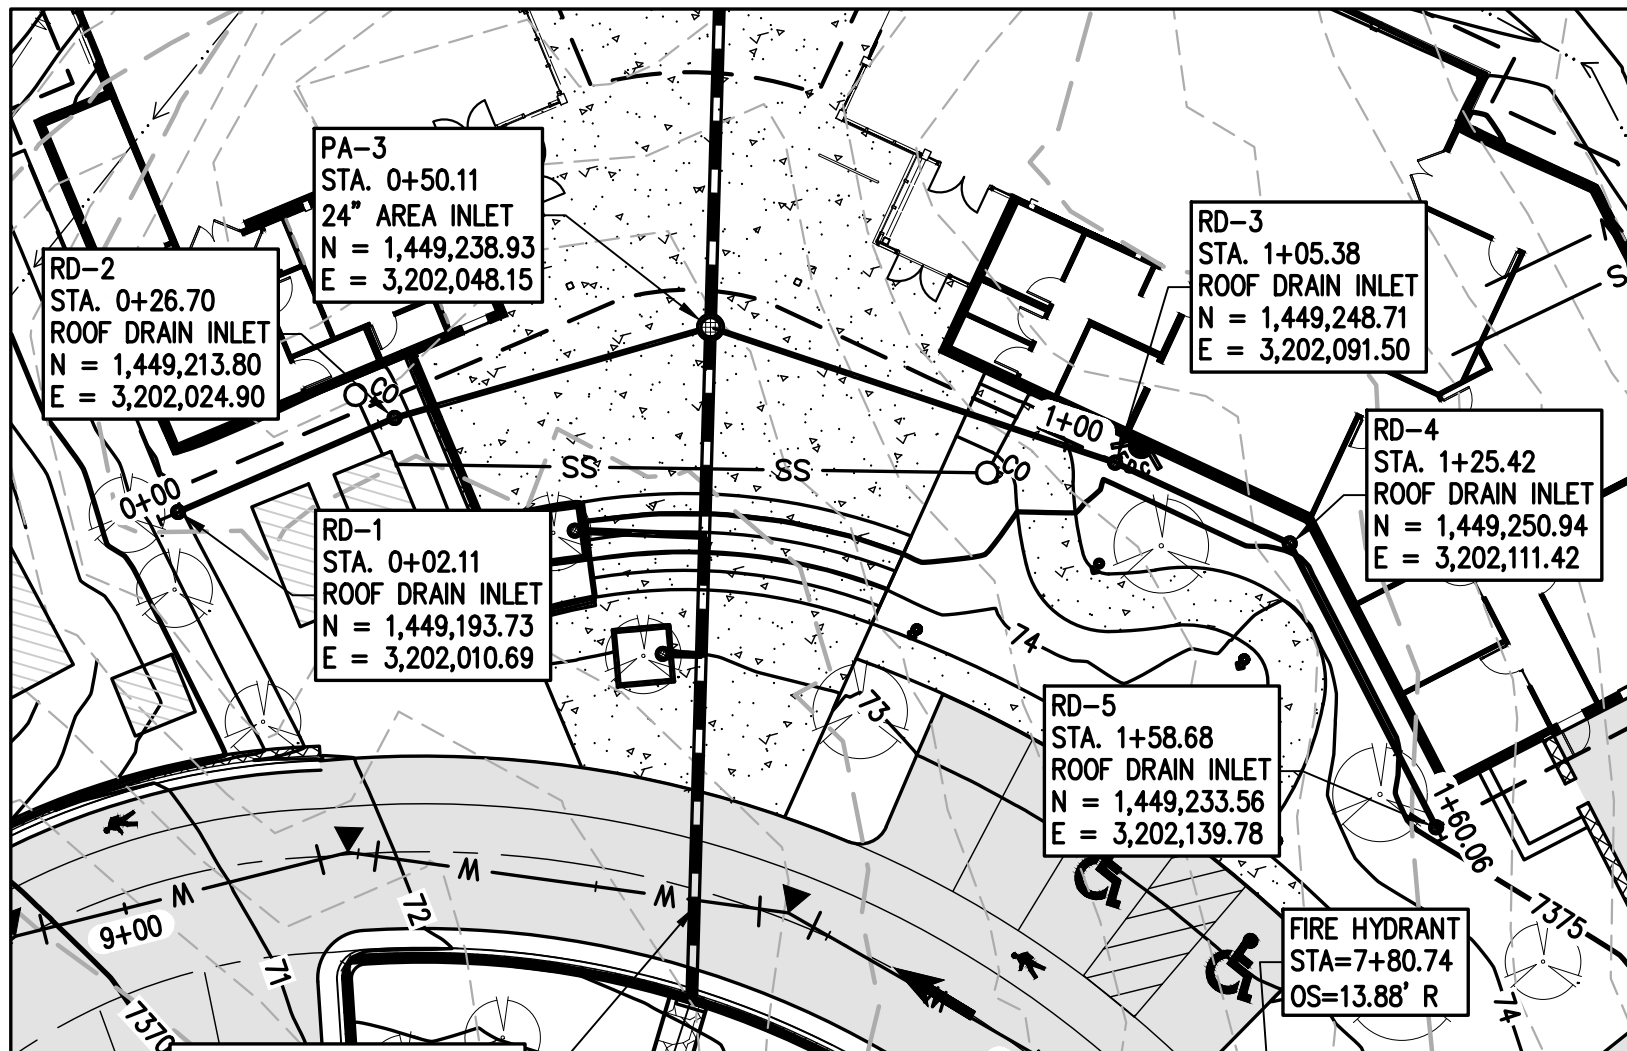 PA-3
STA. 0+50.11
24" AREA INLET
N = 1,449,238.93
E = 3,202,048.15
RD-2
STA. 0+26.70
ROOF DRAIN INLET
N = 1,449,213.80
E = 3,202,024.90
RD-3
STA. 1+05.38
ROOF DRAIN INLET
N = 1,449,248.71
E = 3,202,091.50
S
CO
0+00
SS
SS
CO
1+00
RD-4
STA. 1+25.42
ROOF DRAIN INLET
N = 1,449,250.94
E = 3,202,111.42
RD-1
STA. 0+02.11
ROOF DRAIN INLET
N = 1,449,193.73
E = 3,202,010.69
74
73
RD-5
STA. 1+58.68
ROOF DRAIN INLET
N = 1,449,233.56
E = 3,202,139.78
1+60.06
W
W
W
9+00
72
71
7370
7375
74
FIRE HYDRANT
STA=7+80.74
OS=13.88' R